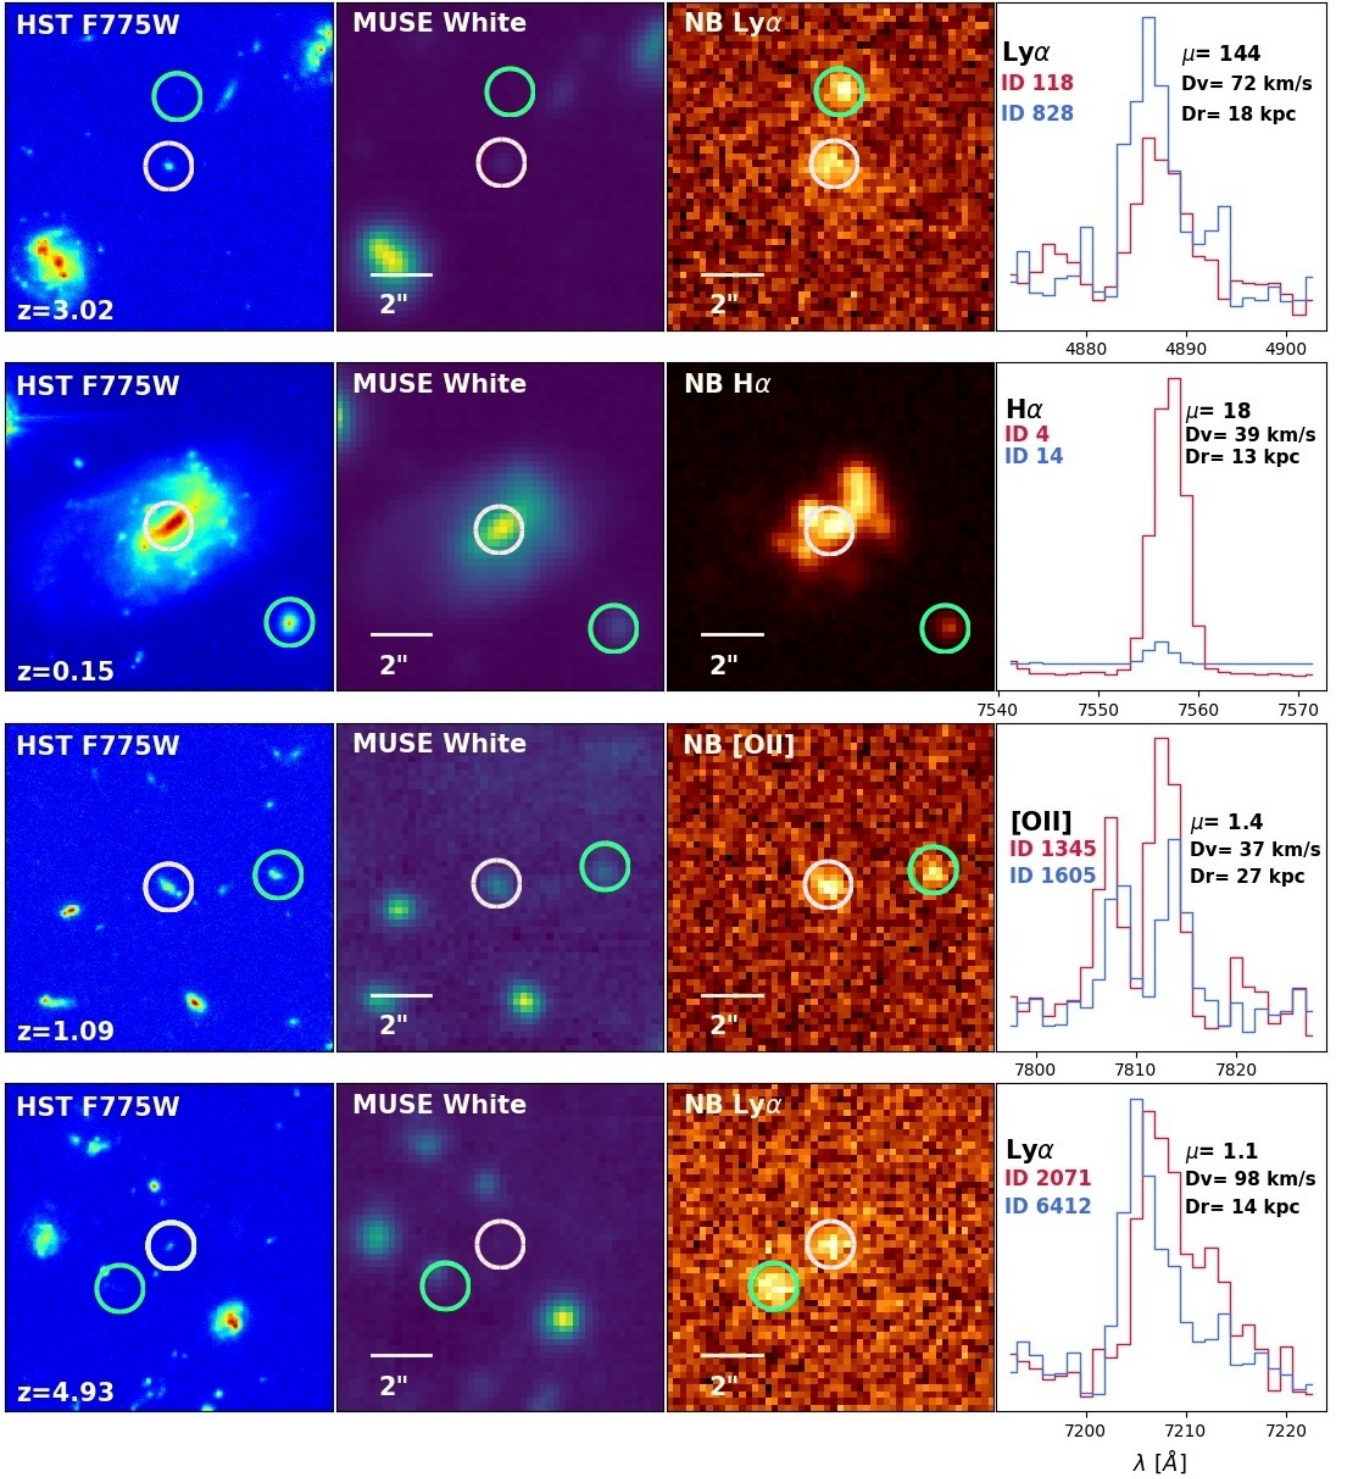 HST F775W
MUSE White
NB Lyα
Lyα
μ= 144
ID 118
Dv= 72 km/s
ID 828
Dr= 18 kpc
z=3.02
2"
2"
4880 4890 4900
HST F775W
MUSE White
NB Hα
Hα
μ= 18
ID 4
Dv= 39 km/s
ID 14
Dr= 13 kpc
z=0.15
2"
2"
7540 7550 7560 7570
HST F775W
MUSE White
NB [OII]
[OII]
μ= 1.4
ID 1345
Dv= 37 km/s
ID 1605
Dr= 27 kpc
z=1.09
2"
2"
7800 7810 7820
HST F775W
MUSE White
NB Lyα
Lyα
μ= 1.1
ID 2071
Dv= 98 km/s
ID 6412
Dr= 14 kpc
z=4.93
2"
2"
7200 7210 7220
λ [Å]